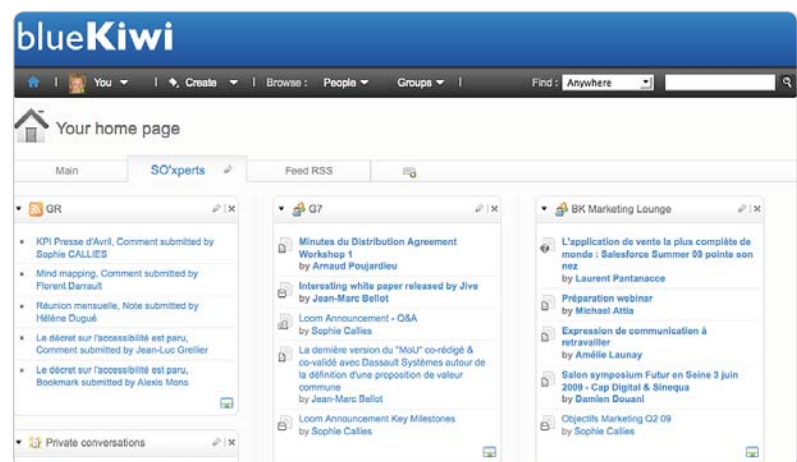 blueKiwi
You Create Browse : People Groups Find : Anywhere
Your home page
Main SO'xperts Feed RSS
GR
KPI Presse d'Avril, Comment submitted by
Sophie CALLIES
Mind mapping, Comment submitted by
Florent Darrault
Réunion mensuelle, Note submitted by
Hélène Dugué
Le décret sur l'accessibilité est paru,
Comment submitted by Jean-Luc Grellier
Le décret sur l'accessibilité est paru,
Bookmark submitted by Alexis Mons
Private conversations
G7
Minutes du Distribution Agreement
Workshop 1
by Arnaud Poujardieu
Interesting white paper released by Jive
by Jean-Marc Bellot
Loom Announcement - Q&A
by Sophie Callies
La dernière version du "MoU" co-rédigé &
co-validé avec Dassault Systèmes autour de
la définition d'une proposition de valeur
commune
by Jean-Marc Bellot
Loom Announcement Key Milestones
by Sophie Callies
BK Marketing Lounge
L'application de vente la plus complète de
monde : Salesforce Summer 09 pointe son
nez
by Laurent Pantanacce
Préparation webinar
by Michael Attia
Expression de communication à
retravailler
by Amélie Launay
Salon symposium Futur en Seine 3 juin
2009 - Cap Digital & Sinequa
by Damien Douani
Objectifs Marketing Q2 09
by Sophie Callies